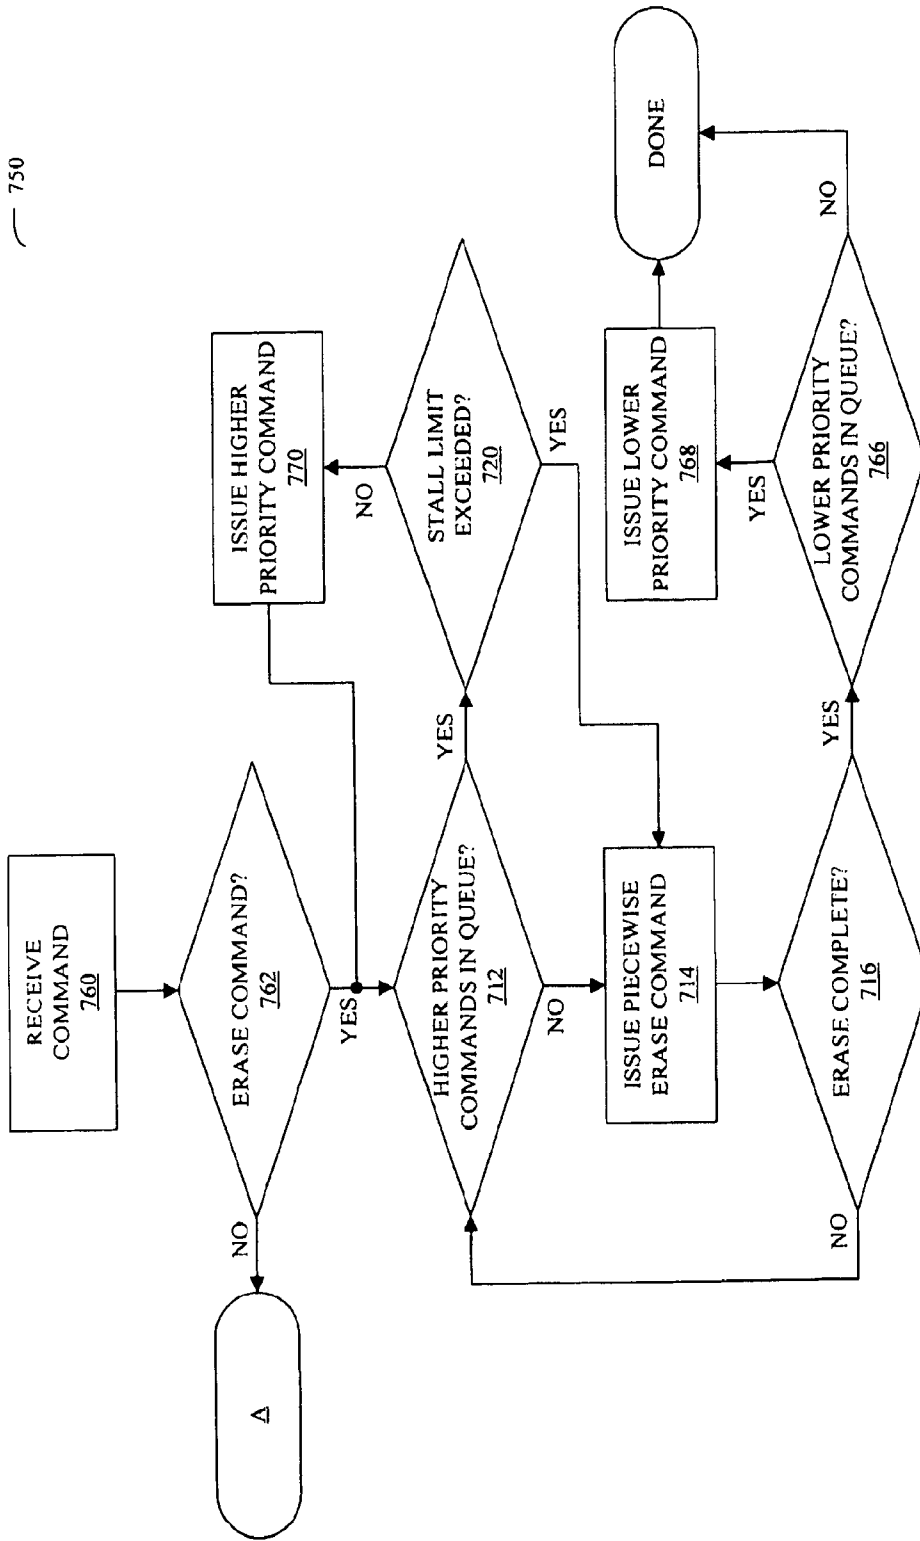 750
RECEIVE
COMMAND
760
ERASE COMMAND?
762
NO
YES
A
HIGHER PRIORITY
COMMANDS IN QUEUE?
712
YES
NO
STALL LIMIT
EXCEEDED?
720
NO
YES
ISSUE HIGHER
PRIORITY COMMAND
770
ISSUE PIECEWISE
ERASE COMMAND
714
ERASE COMPLETE?
716
NO
YES
LOWER PRIORITY
COMMANDS IN QUEUE?
766
YES
NO
ISSUE LOWER
PRIORITY COMMAND
768
DONE